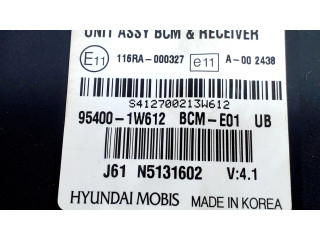 UNIT ASSY BCM & RECEIVER
E11 116RA-000327 e11 A-00 2438
S412700213W612
95400-1W612 BCM-E01 UB
J61 N5131602 V:4.1
HYUNDAI MOBIS MADE IN KOREA